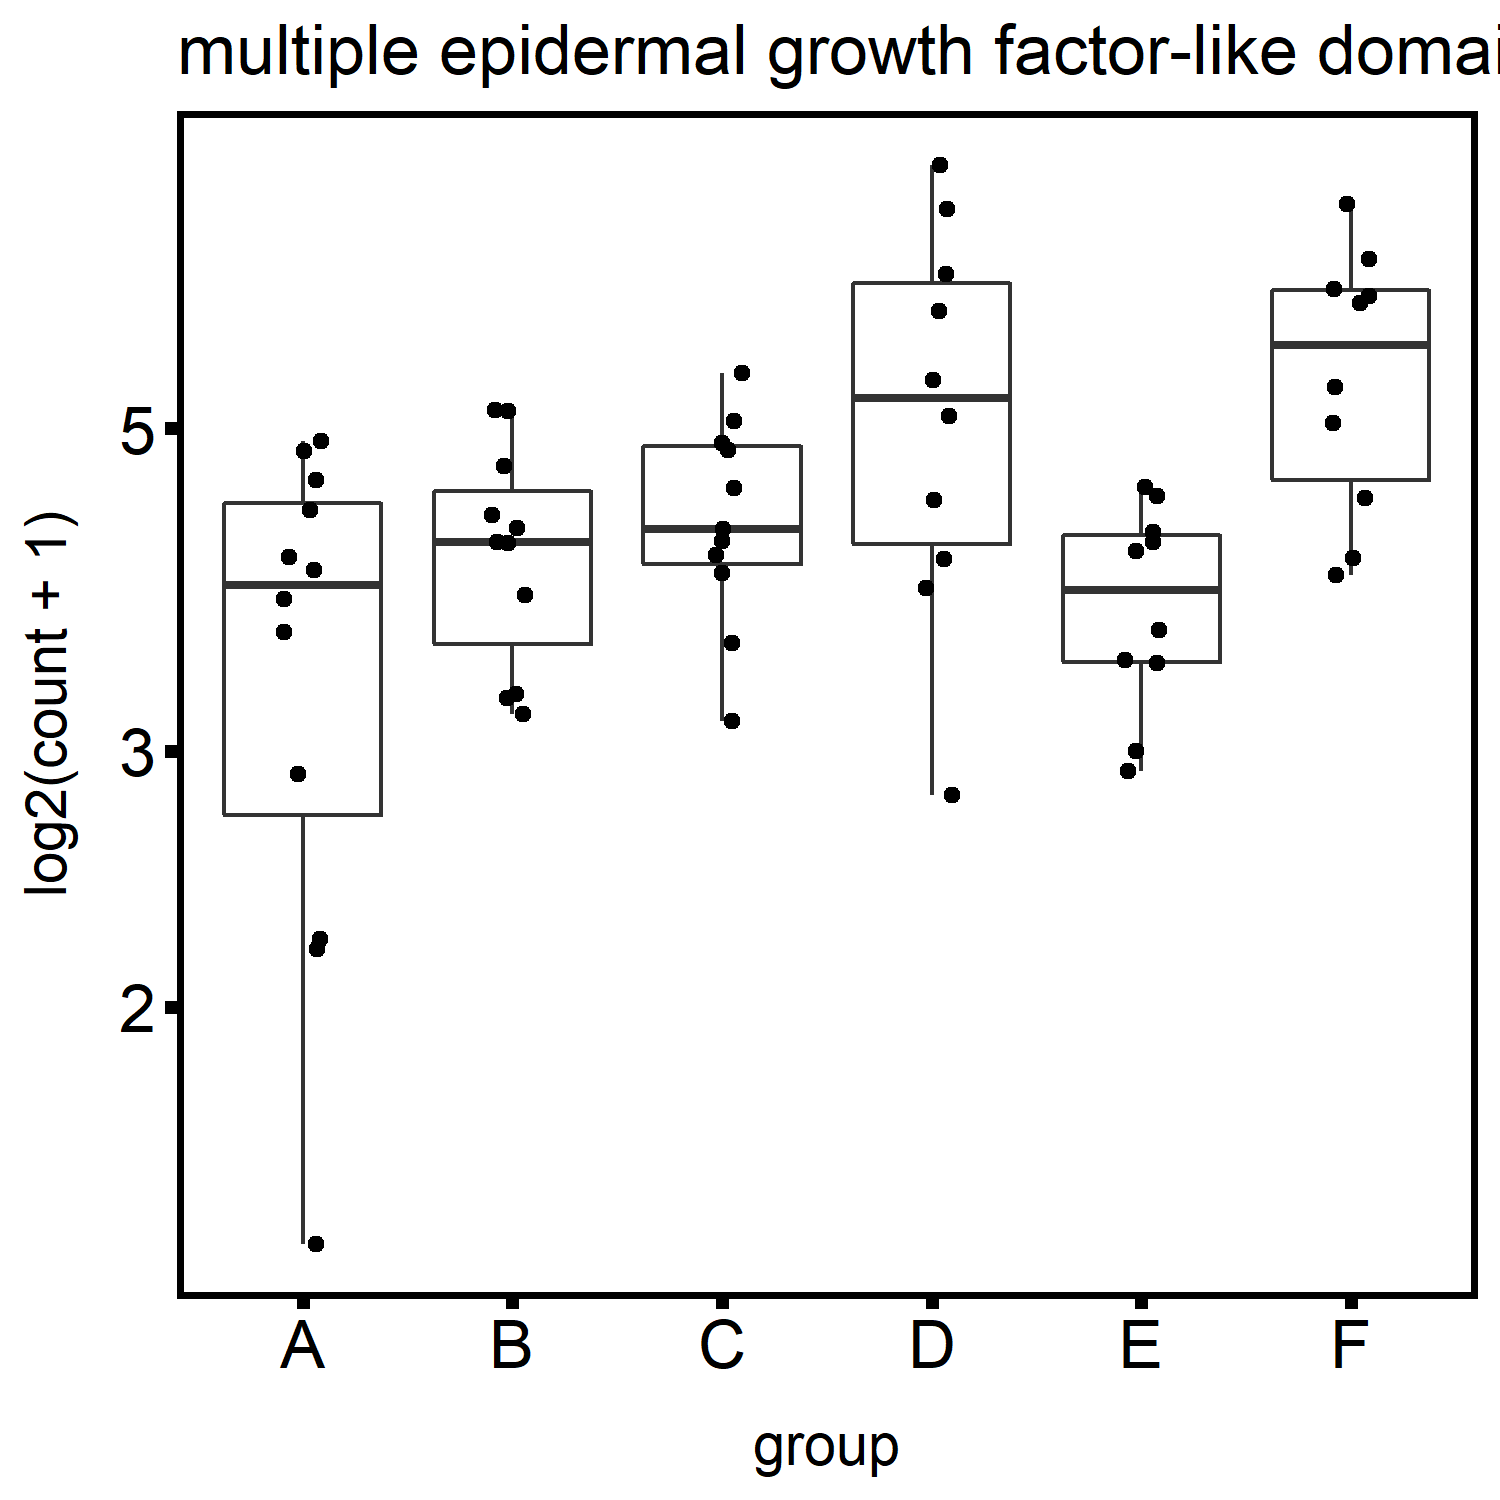 multiple epidermal growth factor-like domai
log2(count + 1)
5
3
2
A B C D E F
group